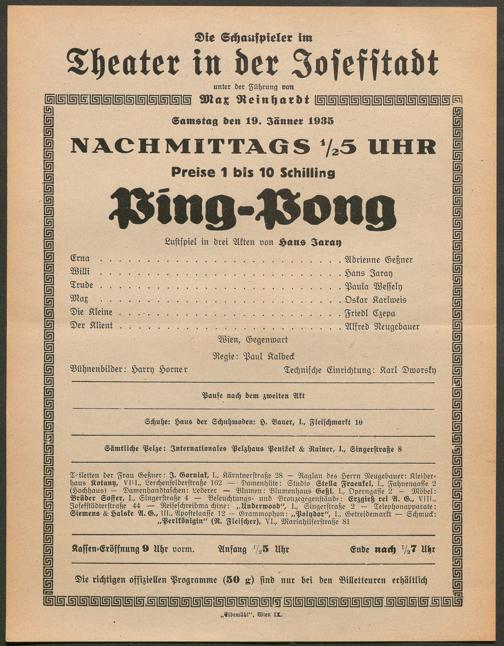 Die Schauspieler im
Theater in der Josefstadt
unter der Führung von
Max Reinhardt
Samstag den 19. Jänner 1935
NACHMITTAGS ½5 UHR
Preise 1 bis 10 Schilling
Ping-Pong
Lustspiel in drei Akten von Hans Jaray
Erna . . . . . . . . . . . . . . . . . . . . . . . Adrienne Geßner
Willi . . . . . . . . . . . . . . . . . . . . . . . Hans Jaray
Trude . . . . . . . . . . . . . . . . . . . . . . . Paula Wessely
Max . . . . . . . . . . . . . . . . . . . . . . . Oskar Karlweis
Die Kleine . . . . . . . . . . . . . . . . . . . . . Friedl Czepa
Der Klient . . . . . . . . . . . . . . . . . . . . . Alfred Neugebauer
Wien, Gegenwart
Regie: Paul Kalbeck
Bühnenbilder: Harry Horner Technische Einrichtung: Karl Dworsky
Pause nach dem zweiten Akt
Schuhe: Haus der Schuhmoden: H. Bauer, I., Fleischmarkt 10
Sämtliche Pelze: Internationales Pelzhaus Penižek & Rainer, I., Singerstraße 8
Toiletten der Frau Geßner: J. Gorniak, I., Kärntnerstraße 28 — Raglan des Herrn Neugebauer: Kleider-
haus Kotany, VIII., Lerchenfelderstraße 162 — Damenhüte: Studio Stella Fraenkel, I., Fahnengasse 2
(Hochhaus) — Damenhandtaschen: Lederer — Blumen: Blumenhaus Geßl, I., Operngasse 2 — Möbel:
Brüder Soffer, I., Singerstraße 4 — Beleuchtungs- und Bronzegegenstände: Erzgieß rei A. G., VIII.,
Josefstädterstraße 44 — Reiseschreibmaschine: „Underwood“, I., Singerstraße 2 — Telephonapparate:
Siemens & Halske A. G., III., Apostelgasse 12 — Grammophon: „Polydor“, I., Getreidemarkt — Schmuck:
„Perlkönigin“ (R. Fleischer), VI., Mariahilferstraße 81
Kassen-Eröffnung 9 Uhr vorm. Anfang ½5 Uhr Ende nach ½7 Uhr
Die richtigen offiziellen Programme (50 g) sind nur bei den Billetteuren erhältlich
„Eibemühl“, Wien IX.